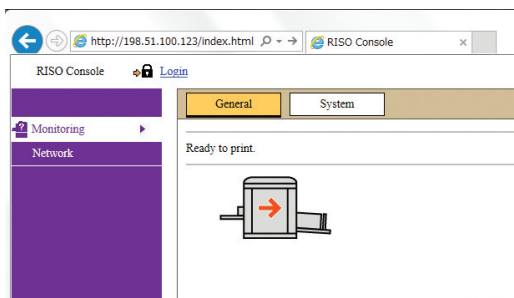 http://198.51.100.123/index.html
RISO Console
RISO Console
Login
General
System
Monitoring
Network
Ready to print.